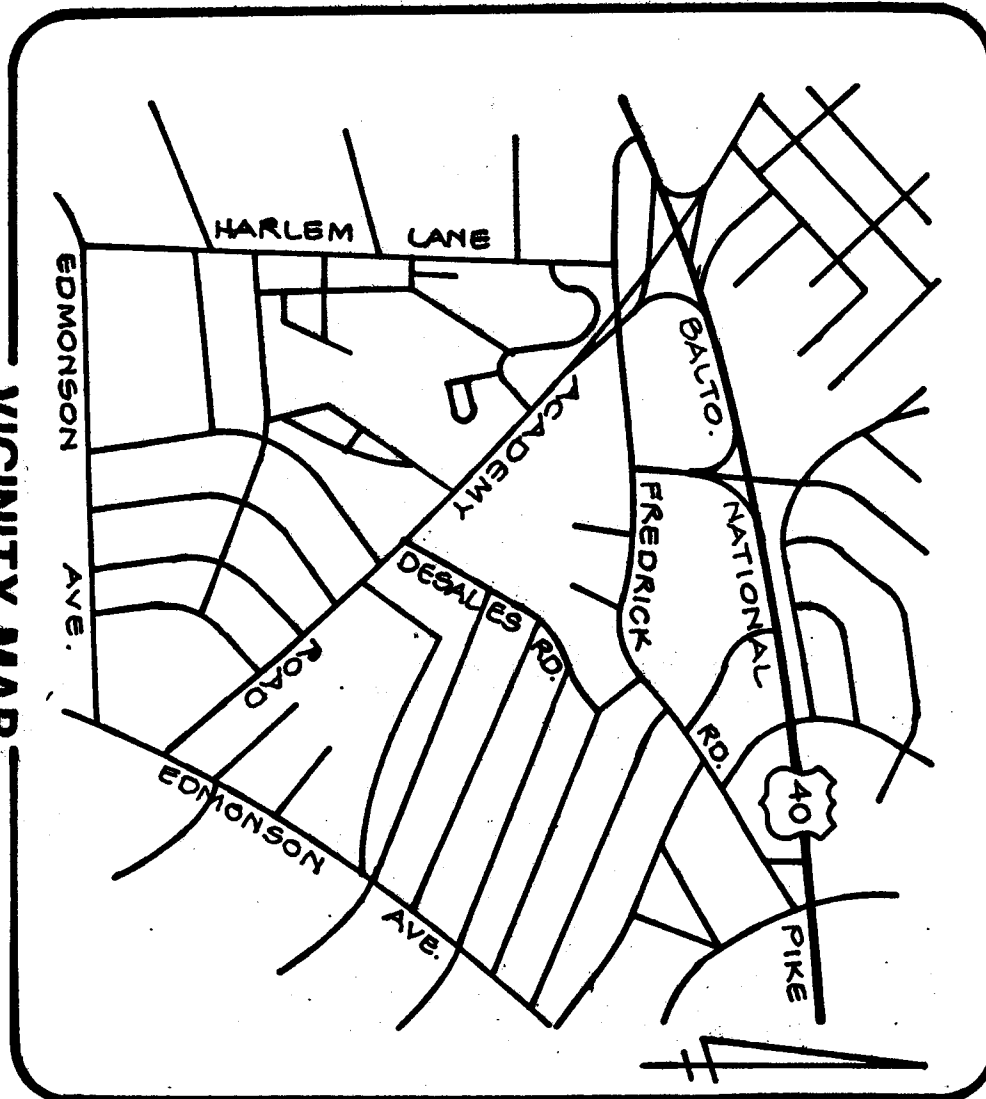 HARLEM LANE
EDMONSON AVE.
BALTO. NATIONAL PIKE
ACADEMY ROAD
FREDRICK RD.
DESALES RD.
40
EDMONSON AVE.
VICINITY MAP